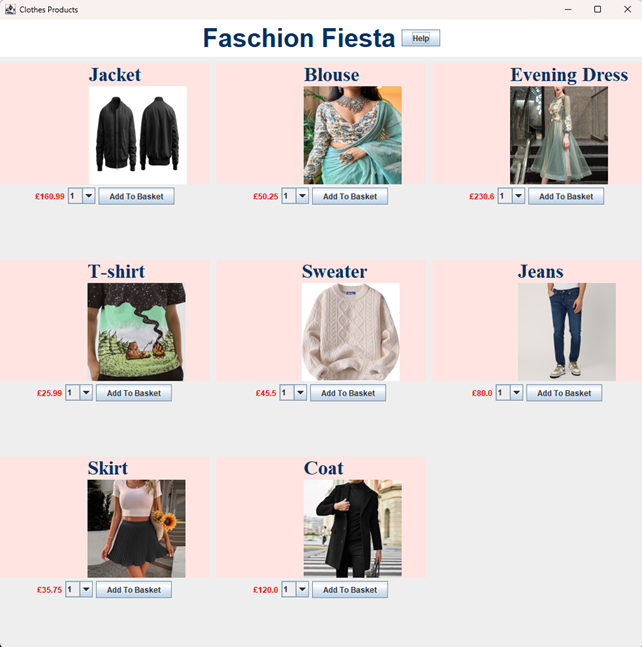 Clothes Products
Faschion Fiesta Help
Jacket Blouse Evening Dress
£160.99 1 Add To Basket £50.25 1 Add To Basket £230.6 1 Add To Basket
T-shirt Sweater Jeans
£25.99 1 Add To Basket £45.5 1 Add To Basket £80.0 1 Add To Basket
Skirt Coat
£35.75 1 Add To Basket £120.0 1 Add To Basket